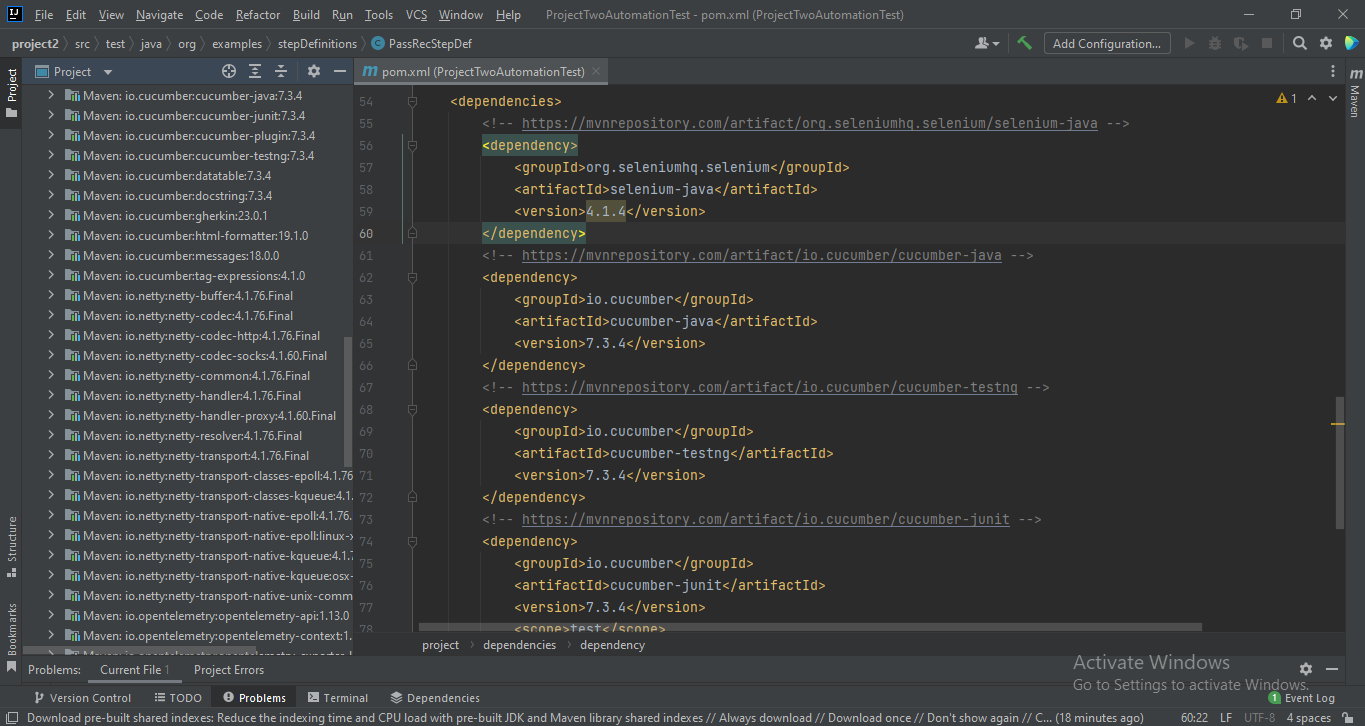 File Edit View Navigate Code Refactor Build Run Tools VCS Window Help ProjectTwoAutomationTest - pom.xml (ProjectTwoAutomationTest)
project2 src test java org examples stepDefinitions PassRecStepDef Add Configuration...
Project
Project
pom.xml (ProjectTwoAutomationTest)
Maven
Maven: io.cucumber:cucumber-java:7.3.4
Maven: io.cucumber:cucumber-junit:7.3.4
Maven: io.cucumber:cucumber-plugin:7.3.4
Maven: io.cucumber:cucumber-testng:7.3.4
Maven: io.cucumber:datatable:7.3.4
Maven: io.cucumber:docstring:7.3.4
Maven: io.cucumber:gherkin:23.0.1
Maven: io.cucumber:html-formatter:19.1.0
Maven: io.cucumber:messages:18.0.0
Maven: io.cucumber:tag-expressions:4.1.0
Maven: io.netty:netty-buffer:4.1.76.Final
Maven: io.netty:netty-codec:4.1.76.Final
Maven: io.netty:netty-codec-http:4.1.76.Final
Maven: io.netty:netty-codec-socks:4.1.60.Final
Maven: io.netty:netty-common:4.1.76.Final
Maven: io.netty:netty-handler:4.1.76.Final
Maven: io.netty:netty-handler-proxy:4.1.60.Final
Maven: io.netty:netty-resolver:4.1.76.Final
Maven: io.netty:netty-transport:4.1.76.Final
Maven: io.netty:netty-transport-classes-epoll:4.1.76
Maven: io.netty:netty-transport-classes-kqueue:4.1.
Maven: io.netty:netty-transport-native-epoll:4.1.76.
Maven: io.netty:netty-transport-native-epoll:linux-x
Maven: io.netty:netty-transport-native-kqueue:4.1.7
Maven: io.netty:netty-transport-native-kqueue:osx-
Maven: io.netty:netty-transport-native-unix-comm
Maven: io.opentelemetry:opentelemetry-api:1.13.0
Maven: io.opentelemetry:opentelemetry-context:1.
Structure
Bookmarks
54 <dependencies>
1
55 <!-- https://mvnrepository.com/artifact/org.seleniumhq.selenium/selenium-java -->
56 <dependency>
57 <groupId>org.seleniumhq.selenium</groupId>
58 <artifactId>selenium-java</artifactId>
59 <version>4.1.4</version>
60 </dependency>
61 <!-- https://mvnrepository.com/artifact/io.cucumber/cucumber-java -->
62 <dependency>
63 <groupId>io.cucumber</groupId>
64 <artifactId>cucumber-java</artifactId>
65 <version>7.3.4</version>
66 </dependency>
67 <!-- https://mvnrepository.com/artifact/io.cucumber/cucumber-testng -->
68 <dependency>
69 <groupId>io.cucumber</groupId>
70 <artifactId>cucumber-testng</artifactId>
71 <version>7.3.4</version>
72 </dependency>
73 <!-- https://mvnrepository.com/artifact/io.cucumber/cucumber-junit -->
74 <dependency>
75 <groupId>io.cucumber</groupId>
76 <artifactId>cucumber-junit</artifactId>
77 <version>7.3.4</version>
78 <scope>test</scope>
project dependencies dependency
Problems: Current File 1 Project Errors
Activate Windows
Go to Settings to activate Windows.
Version Control TODO Problems Terminal Dependencies 1 Event Log
Download pre-built shared indexes: Reduce the indexing time and CPU load with pre-built JDK and Maven library shared indexes // Always download // Download once // Don't show again // C... (18 minutes ago) 60:22 LF UTF-8 4 spaces